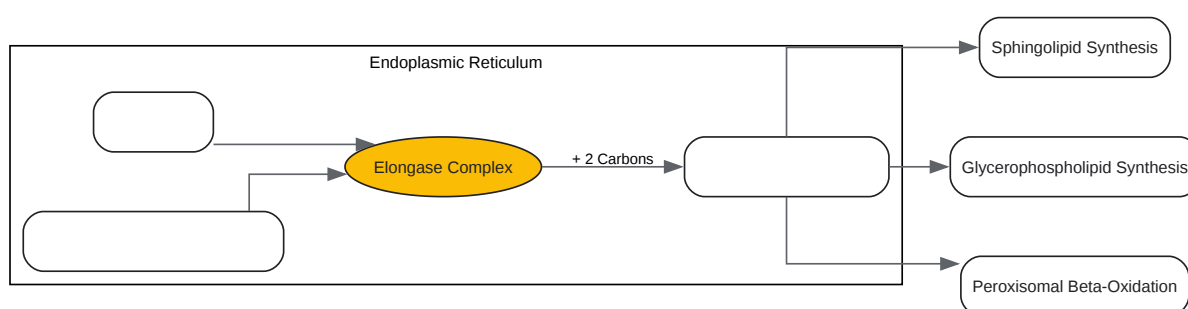 Sphingolipid Synthesis
Endoplasmic Reticulum
Elongase Complex
+ 2 Carbons
Glycerophospholipid Synthesis
Peroxisomal Beta-Oxidation